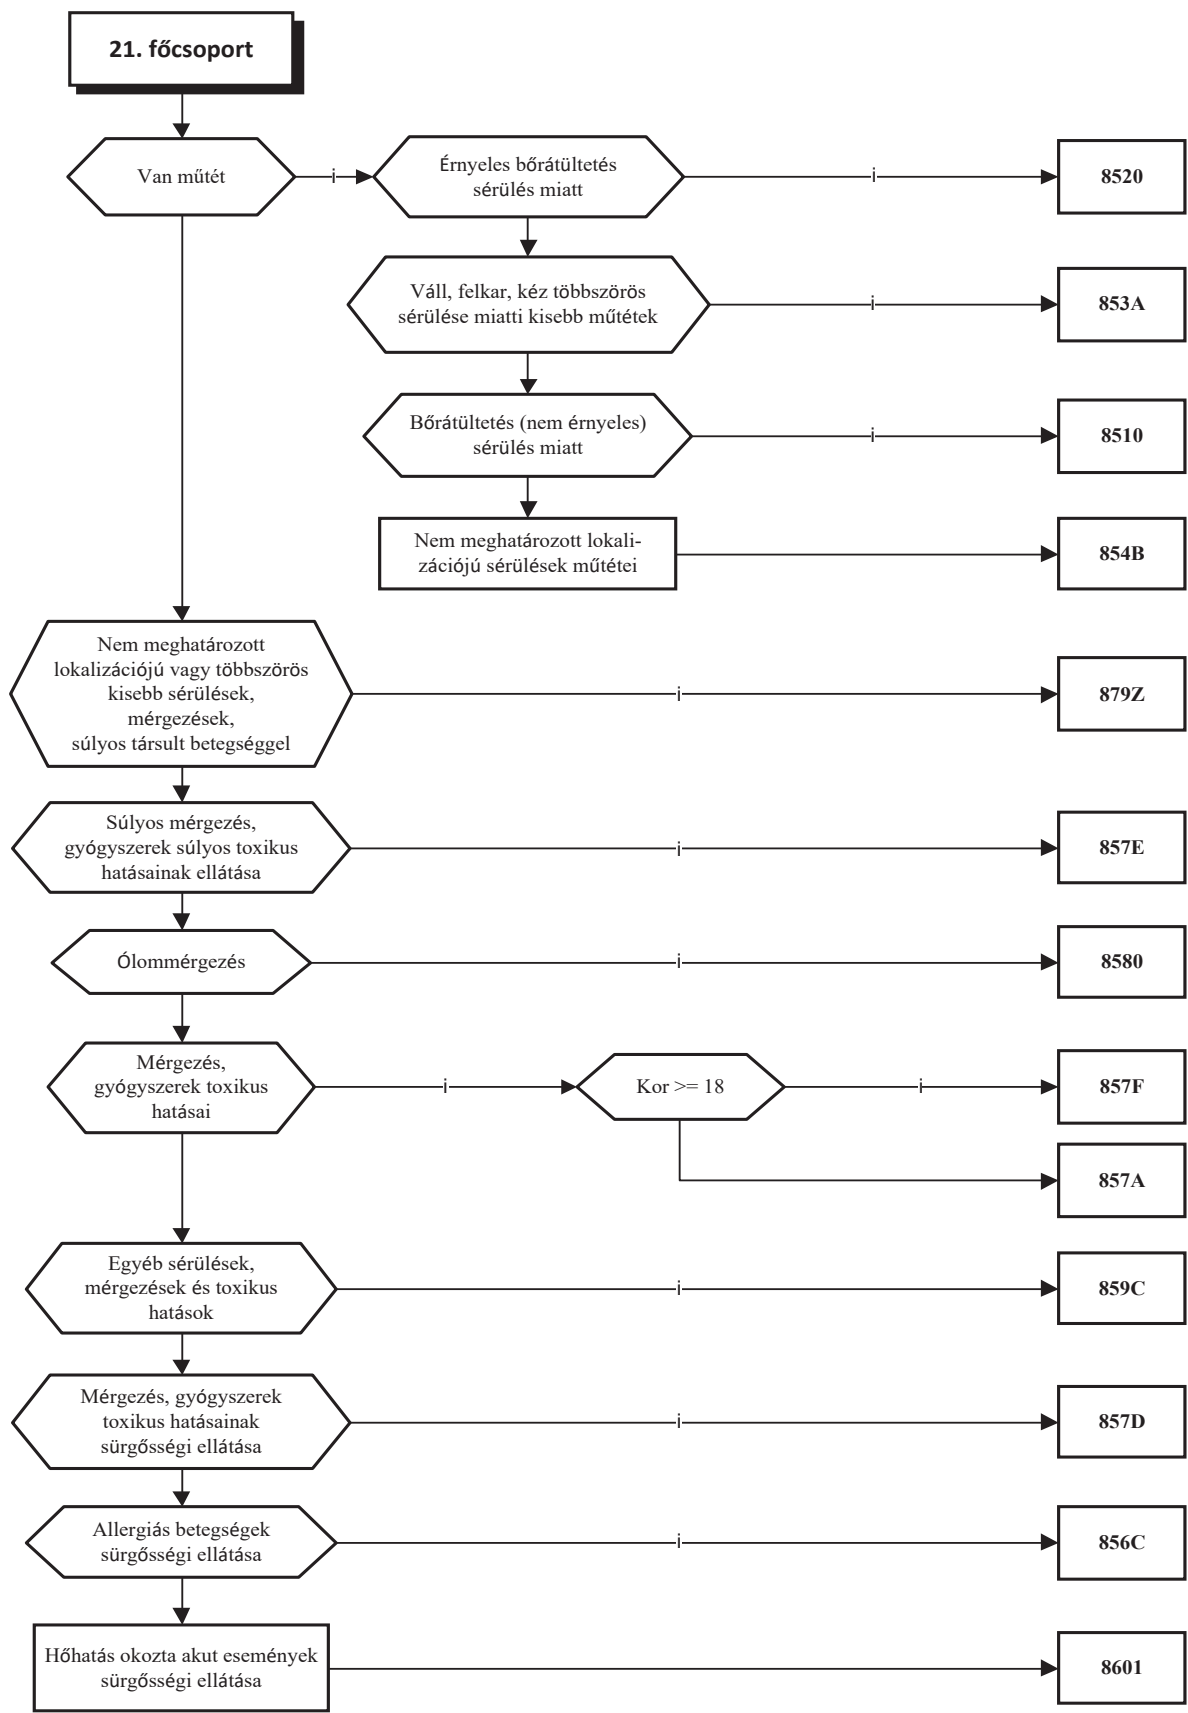 21. főcsoport
Van műtét
i
Érnyeles bőrátültetés
sérülés miatt
i
8520
Váll, felkar, kéz többszörös
sérülése miatti kisebb műtétek
i
853A
Bőrátültetés (nem érnyeles)
sérülés miatt
i
8510
Nem meghatározott lokali-
zációjú sérülések műtétei
854B
Nem meghatározott
lokalizációjú vagy többszörös
kisebb sérülések,
mérgezések,
súlyos társult betegséggel
i
879Z
Súlyos mérgezés,
gyógyszerek súlyos toxikus
hatásainak ellátása
i
857E
Ólommérgezés
i
8580
Mérgezés,
gyógyszerek toxikus
hatásai
i
Kor >= 18
i
857F
857A
Egyéb sérülések,
mérgezések és toxikus
hatások
i
859C
Mérgezés, gyógyszerek
toxikus hatásainak
sürgősségi ellátása
i
857D
Allergiás betegségek
sürgősségi ellátása
i
856C
Hőhatás okozta akut események
sürgősségi ellátása
8601